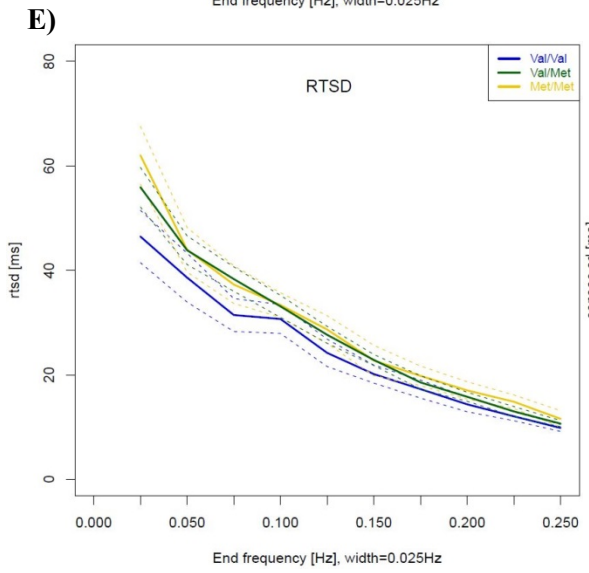 End frequency [Hz], width=0.025Hz
E)
Val/Val
Val/Met
Met/Met
RTSD
80
60
40
20
0
rtsd [ms]
0.000 0.050 0.100 0.150 0.200 0.250
End frequency [Hz], width=0.025Hz